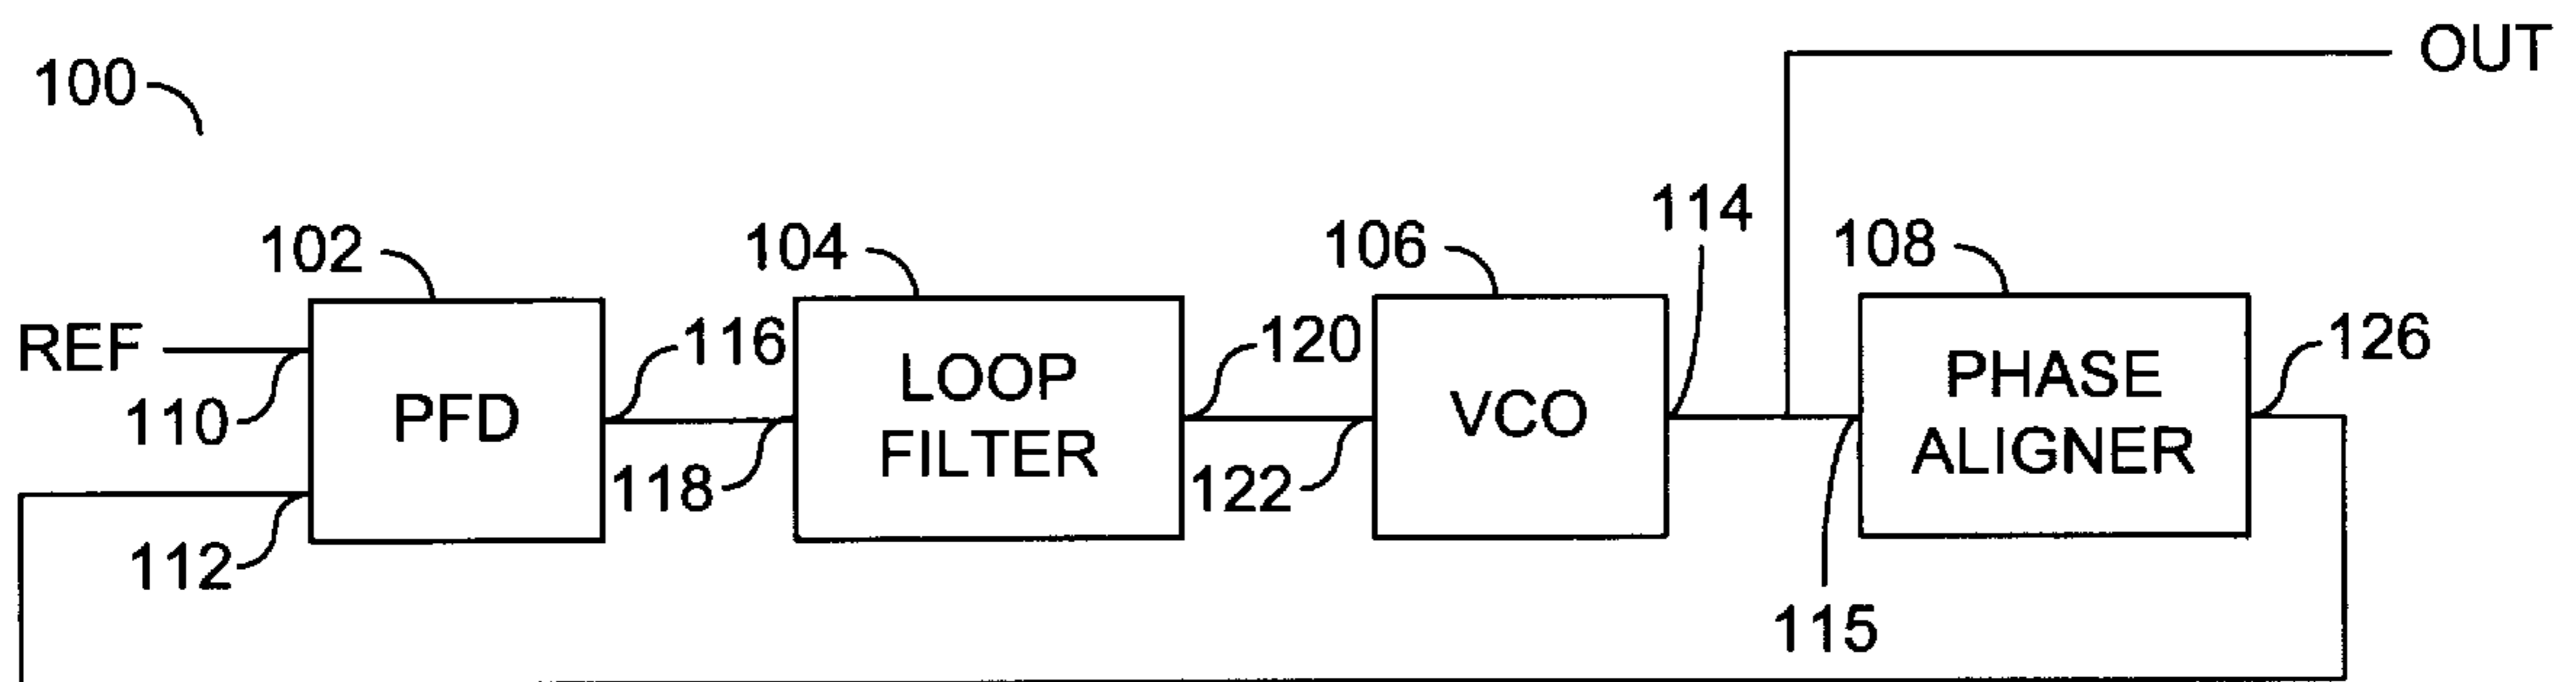 OUT
100
114
102
104
106
108
REF
116
120
126
110
PFD
LOOP
FILTER
VCO
PHASE
ALIGNER
118
122
112
115